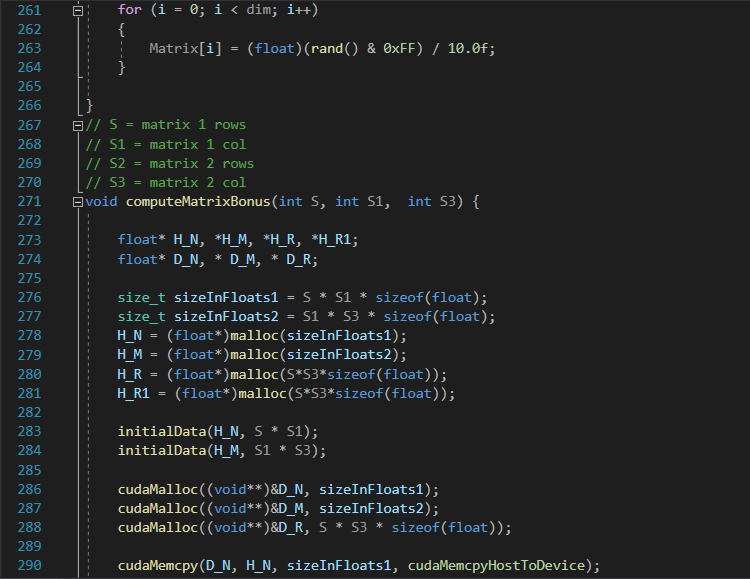 261 for (i = 0; i < dim; i++)
262 {
263 Matrix[i] = (float)(rand() & 0xFF) / 10.0f;
264 }
265
266 }
267 // S = matrix 1 rows
268 // S1 = matrix 1 col
269 // S2 = matrix 2 rows
270 // S3 = matrix 2 col
271 void computeMatrixBonus(int S, int S1,  int S3) {
272
273 float* H_N, *H_M, *H_R, *H_R1;
274 float* D_N, * D_M, * D_R;
275
276 size_t sizeInFloats1 = S * S1 * sizeof(float);
277 size_t sizeInFloats2 = S1 * S3 * sizeof(float);
278 H_N = (float*)malloc(sizeInFloats1);
279 H_M = (float*)malloc(sizeInFloats2);
280 H_R = (float*)malloc(S*S3*sizeof(float));
281 H_R1 = (float*)malloc(S*S3*sizeof(float));
282
283 initialData(H_N, S * S1);
284 initialData(H_M, S1 * S3);
285
286 cudaMalloc((void**)&D_N, sizeInFloats1);
287 cudaMalloc((void**)&D_M, sizeInFloats2);
288 cudaMalloc((void**)&D_R, S * S3 * sizeof(float));
289
290 cudaMemcpy(D_N, H_N, sizeInFloats1, cudaMemcpyHostToDevice);